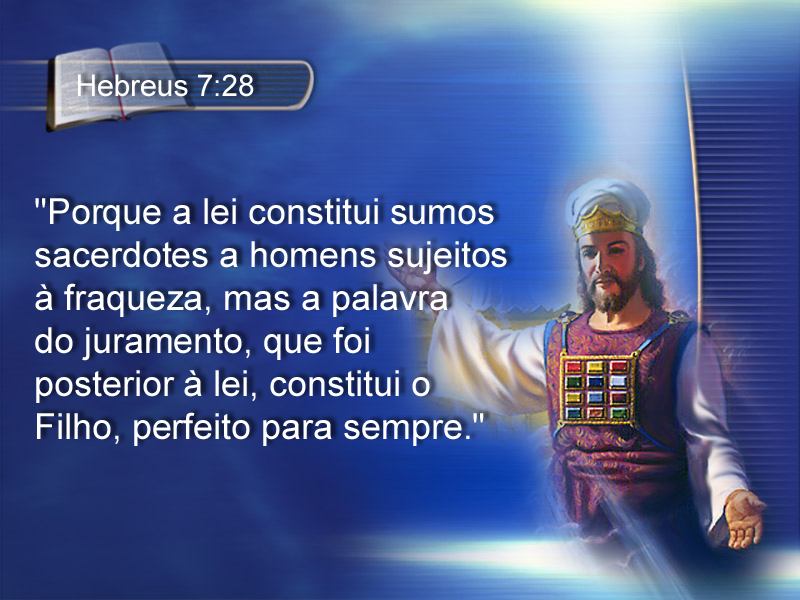 Hebreus 7:28
"Porque a lei constitui sumos
sacerdotes a homens sujeitos
à fraqueza, mas a palavra
do juramento, que foi
posterior à lei, constitui o
Filho, perfeito para sempre."